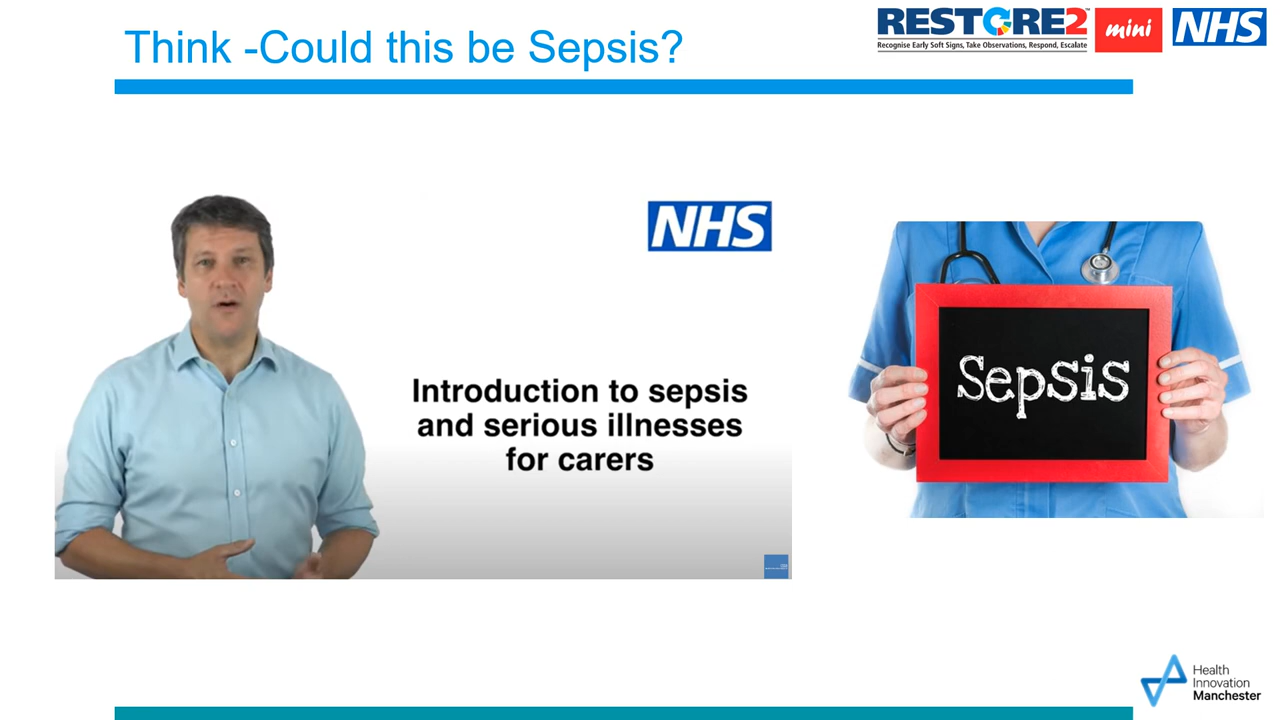 Think -Could this be Sepsis?
RESTORE2™ mini NHS
Recognise Early Soft Signs, Take Observations, Respond, Escalate
NHS
Introduction to sepsis
and serious illnesses
for carers
Sepsis
Health
Innovation
Manchester